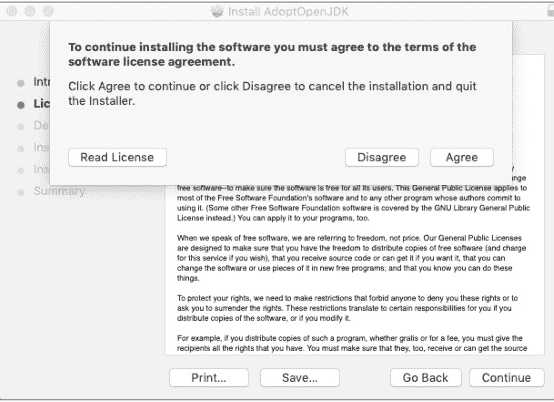 Install AdoptOpenJDK
To continue installing the software you must agree to the terms of the
software license agreement.
Click Agree to continue or click Disagree to cancel the installation and quit
the Installer.
Read License
Disagree
Agree
Intr
Lic
De
Ins
Ins
Summary
free software--to make sure the software is free for all its users. This General Public License applies to
most of the Free Software Foundation's software and to any other program whose authors commit to
using it. (Some other Free Software Foundation software is covered by the GNU Library General Public
License instead.) You can apply it to your programs, too.
When we speak of free software, we are referring to freedom, not price. Our General Public Licenses
are designed to make sure that you have the freedom to distribute copies of free software (and charge
for this service if you wish), that you receive source code or can get it if you want it, that you can
change the software or use pieces of it in new free programs; and that you know you can do these
things.
To protect your rights, we need to make restrictions that forbid anyone to deny you these rights or to
ask you to surrender the rights. These restrictions translate to certain responsibilities for you if you
distribute copies of the software, or if you modify it.
For example, if you distribute copies of such a program, whether gratis or for a fee, you must give the
recipients all the rights that you have. You must make sure that they, too, receive or can get the source
Print...
Save...
Go Back
Continue